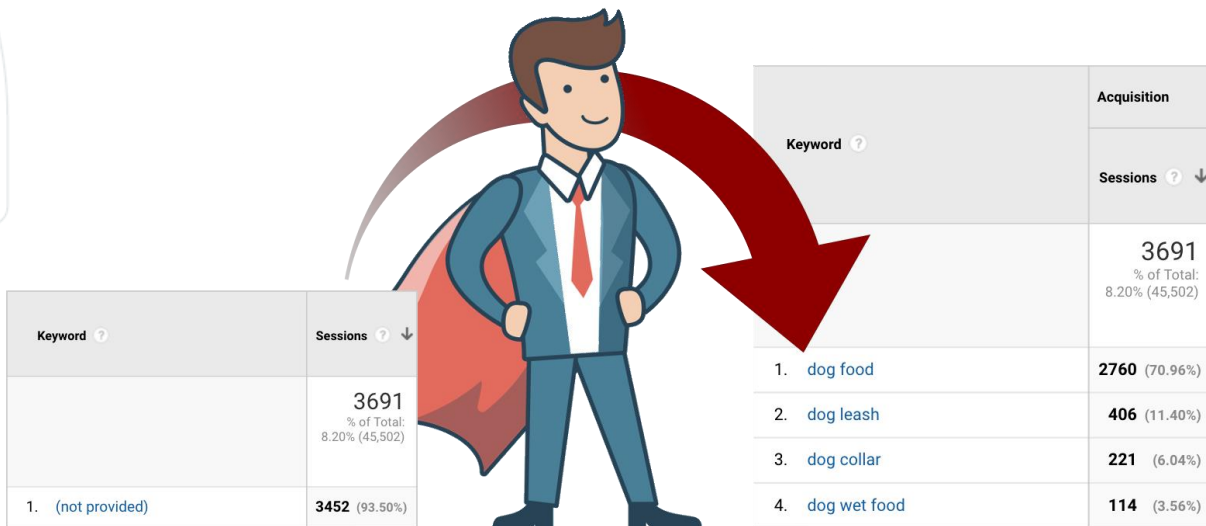 Keyword ?
Sessions ?
3691
% of Total:
8.20% (45,502)
1. (not provided) 3452 (93.50%)
Acquisition
Keyword ?
Sessions ?
3691
% of Total:
8.20% (45,502)
1. dog food 2760 (70.96%)
2. dog leash 406 (11.40%)
3. dog collar 221 (6.04%)
4. dog wet food 114 (3.56%)